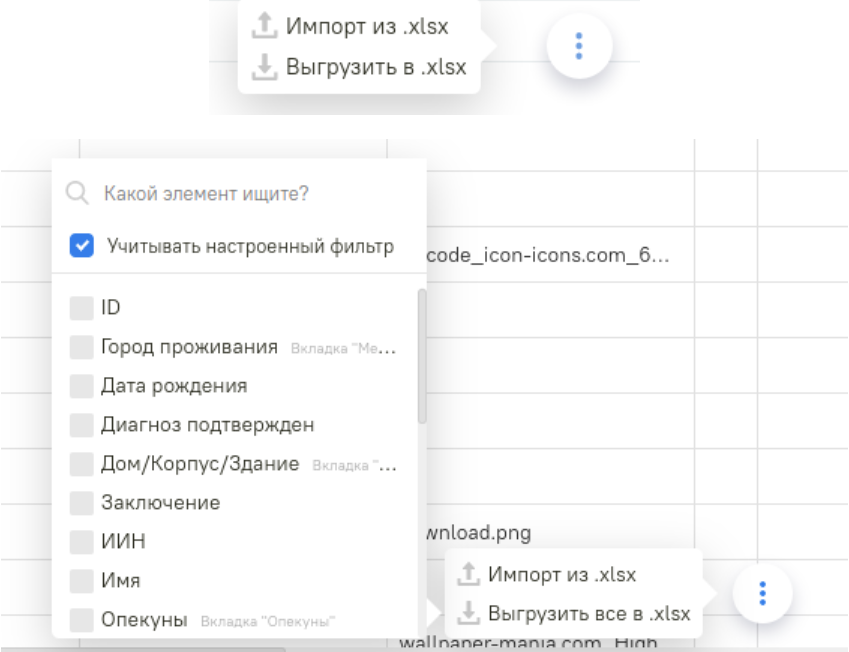 Импорт из .xlsx
Выгрузить в .xlsx
Какой элемент ищите?
Учитывать настроенный фильтр
code_icon-icons.com_6...
ID
Город проживания Вкладка "Ме...
Дата рождения
Диагноз подтвержден
Дом/Корпус/Здание Вкладка "...
Заключение
wnload.png
ИИН
Импорт из .xlsx
Имя
Выгрузить все в .xlsx
Опекуны Вкладка "Опекуны"
wallpaper-mania.com_High